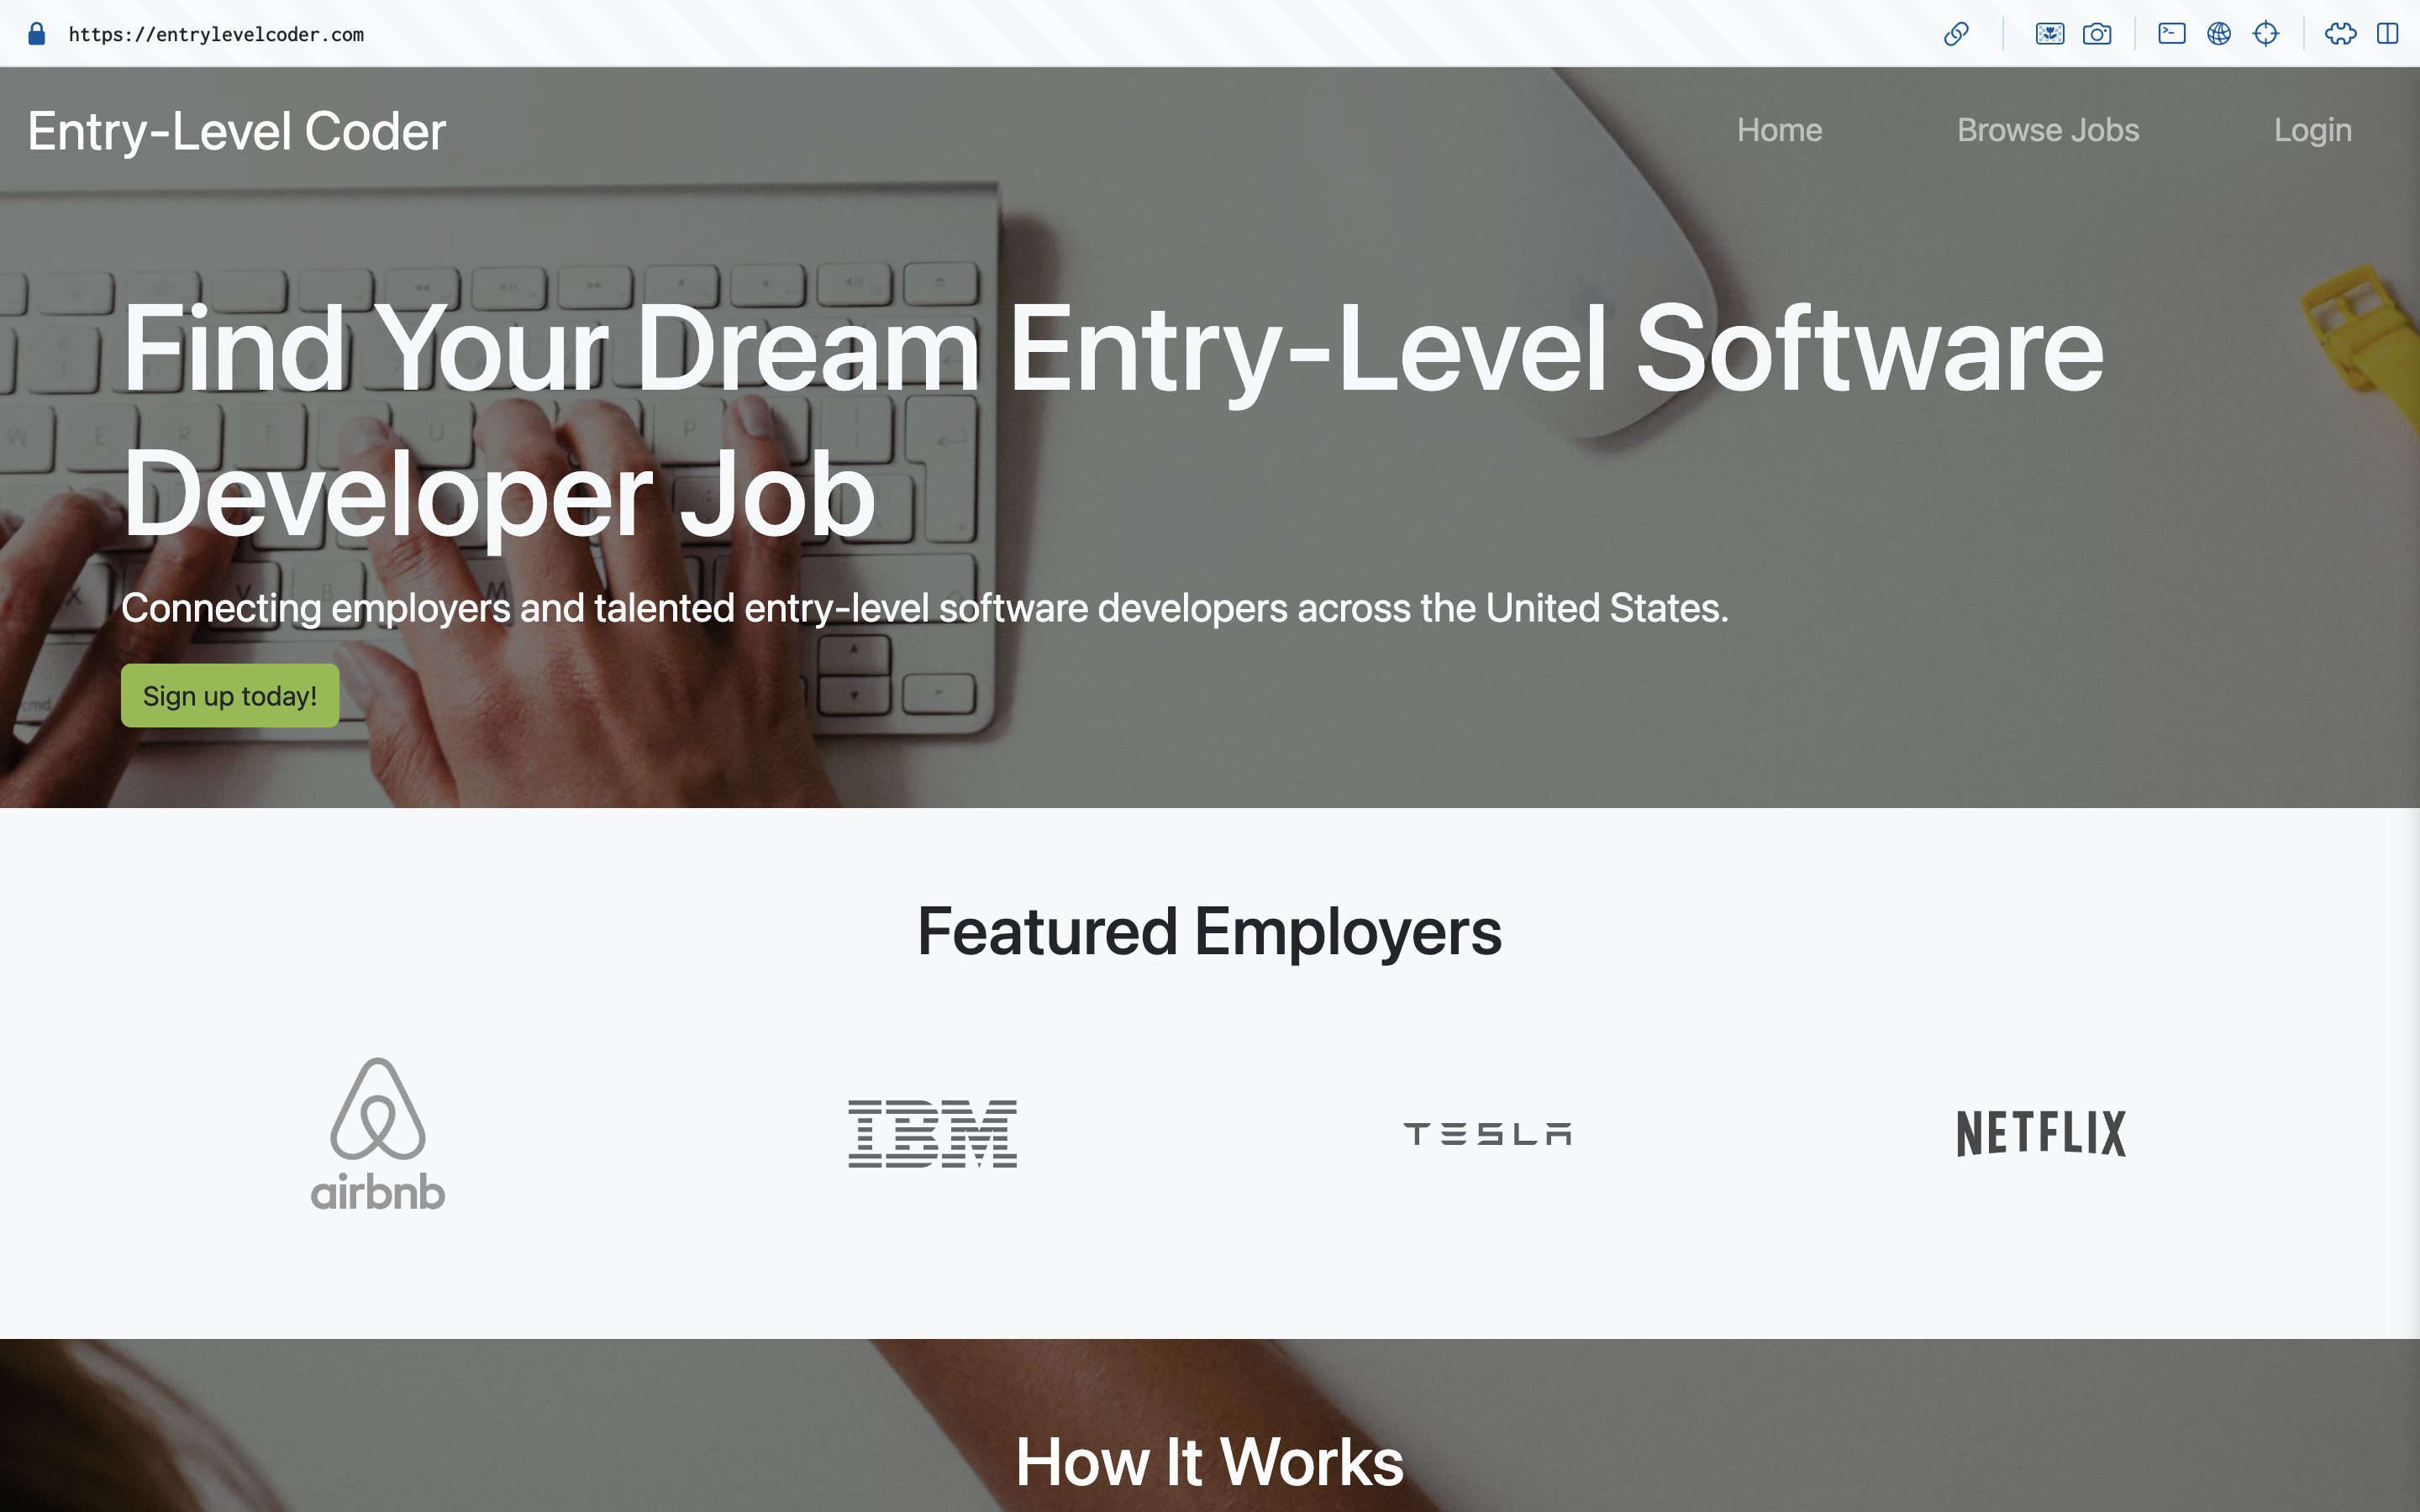 https://entrylevelcoder.com
Entry-Level Coder
Home
Browse Jobs
Login
Find Your Dream Entry-Level Software
Developer Job
Connecting employers and talented entry-level software developers across the United States.
Sign up today!
Featured Employers
airbnb
IBM
TESLA
NETFLIX
How It Works